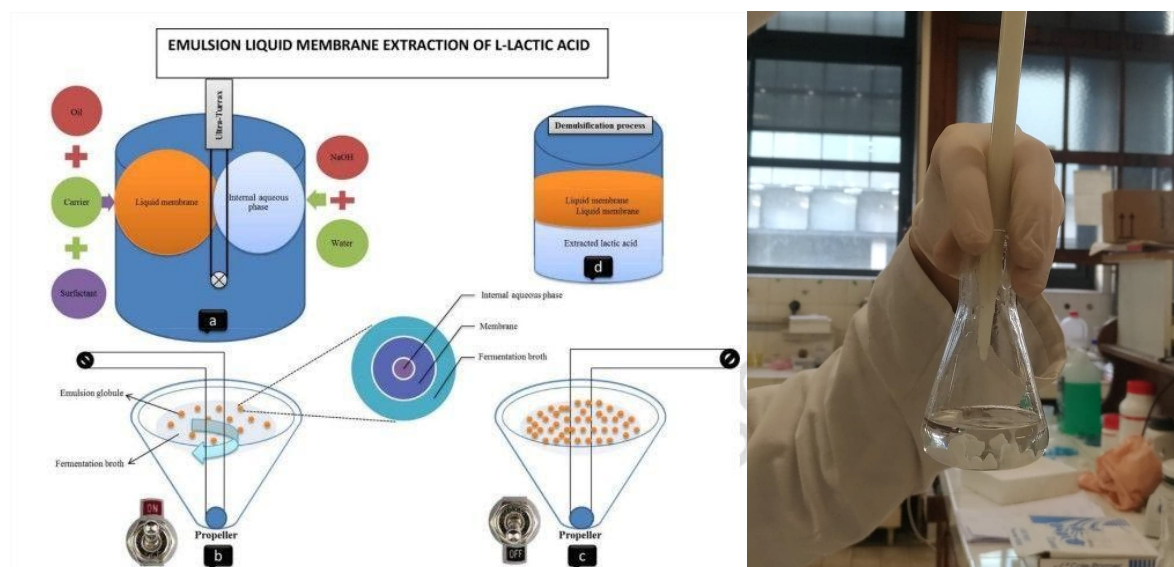 EMULSION LIQUID MEMBRANE EXTRACTION OF L-LACTIC ACID
Oil
Carrier
Surfactant
Ultra-Turrax
Liquid membrane
Internal aqueous
phase
NaOH
Water
a
Demulsification process
Liquid membrane
Liquid membrane
Extracted lactic acid
d
Internal aqueous phase
Membrane
Fermentation broth
Emulsion globule
Fermentation broth
ON
Propeller
b
OFF
Propeller
c